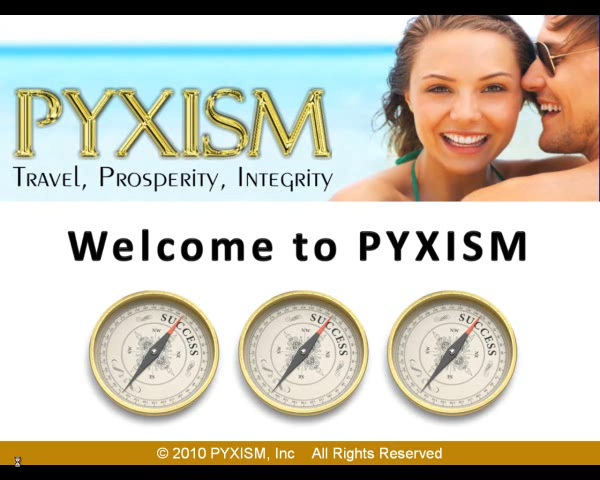 PYXISM
Travel, Prosperity, Integrity
Welcome to PYXISM
SUCCESS SUCCESS SUCCESS
© 2010 PYXISM, Inc All Rights Reserved